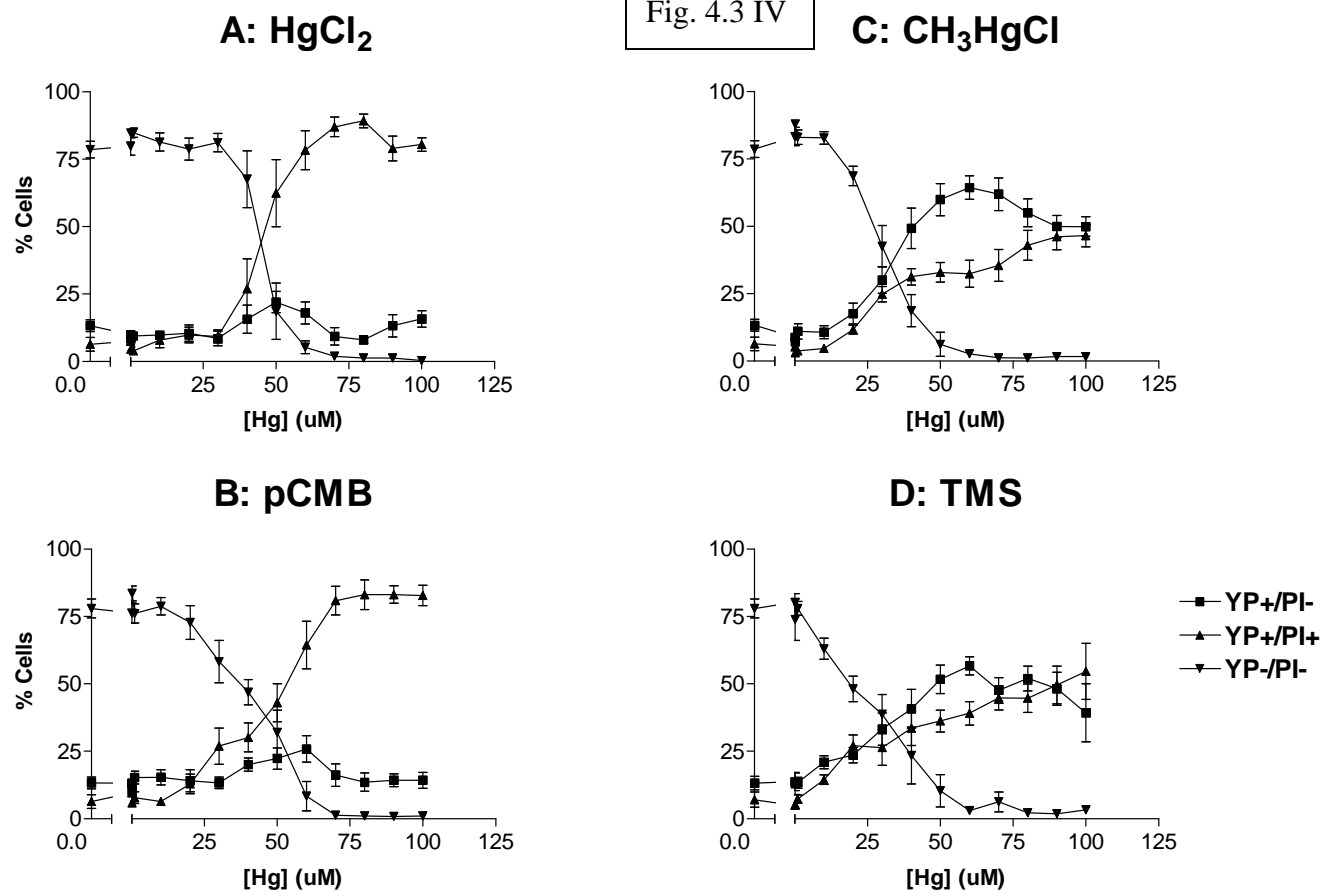 Fig. 4.3 IV
A: HgCl₂
% Cells
100
75
50
25
0
0.0 25 50 75 100 125
[Hg] (uM)
C: CH₃HgCl
100
75
50
25
0
0.0 25 50 75 100 125
[Hg] (uM)
B: pCMB
% Cells
100
75
50
25
0
0.0 25 50 75 100 125
[Hg] (uM)
D: TMS
100
75
50
25
0
0.0 25 50 75 100 125
[Hg] (uM)
YP+/PI-
YP+/PI+
YP-/PI-